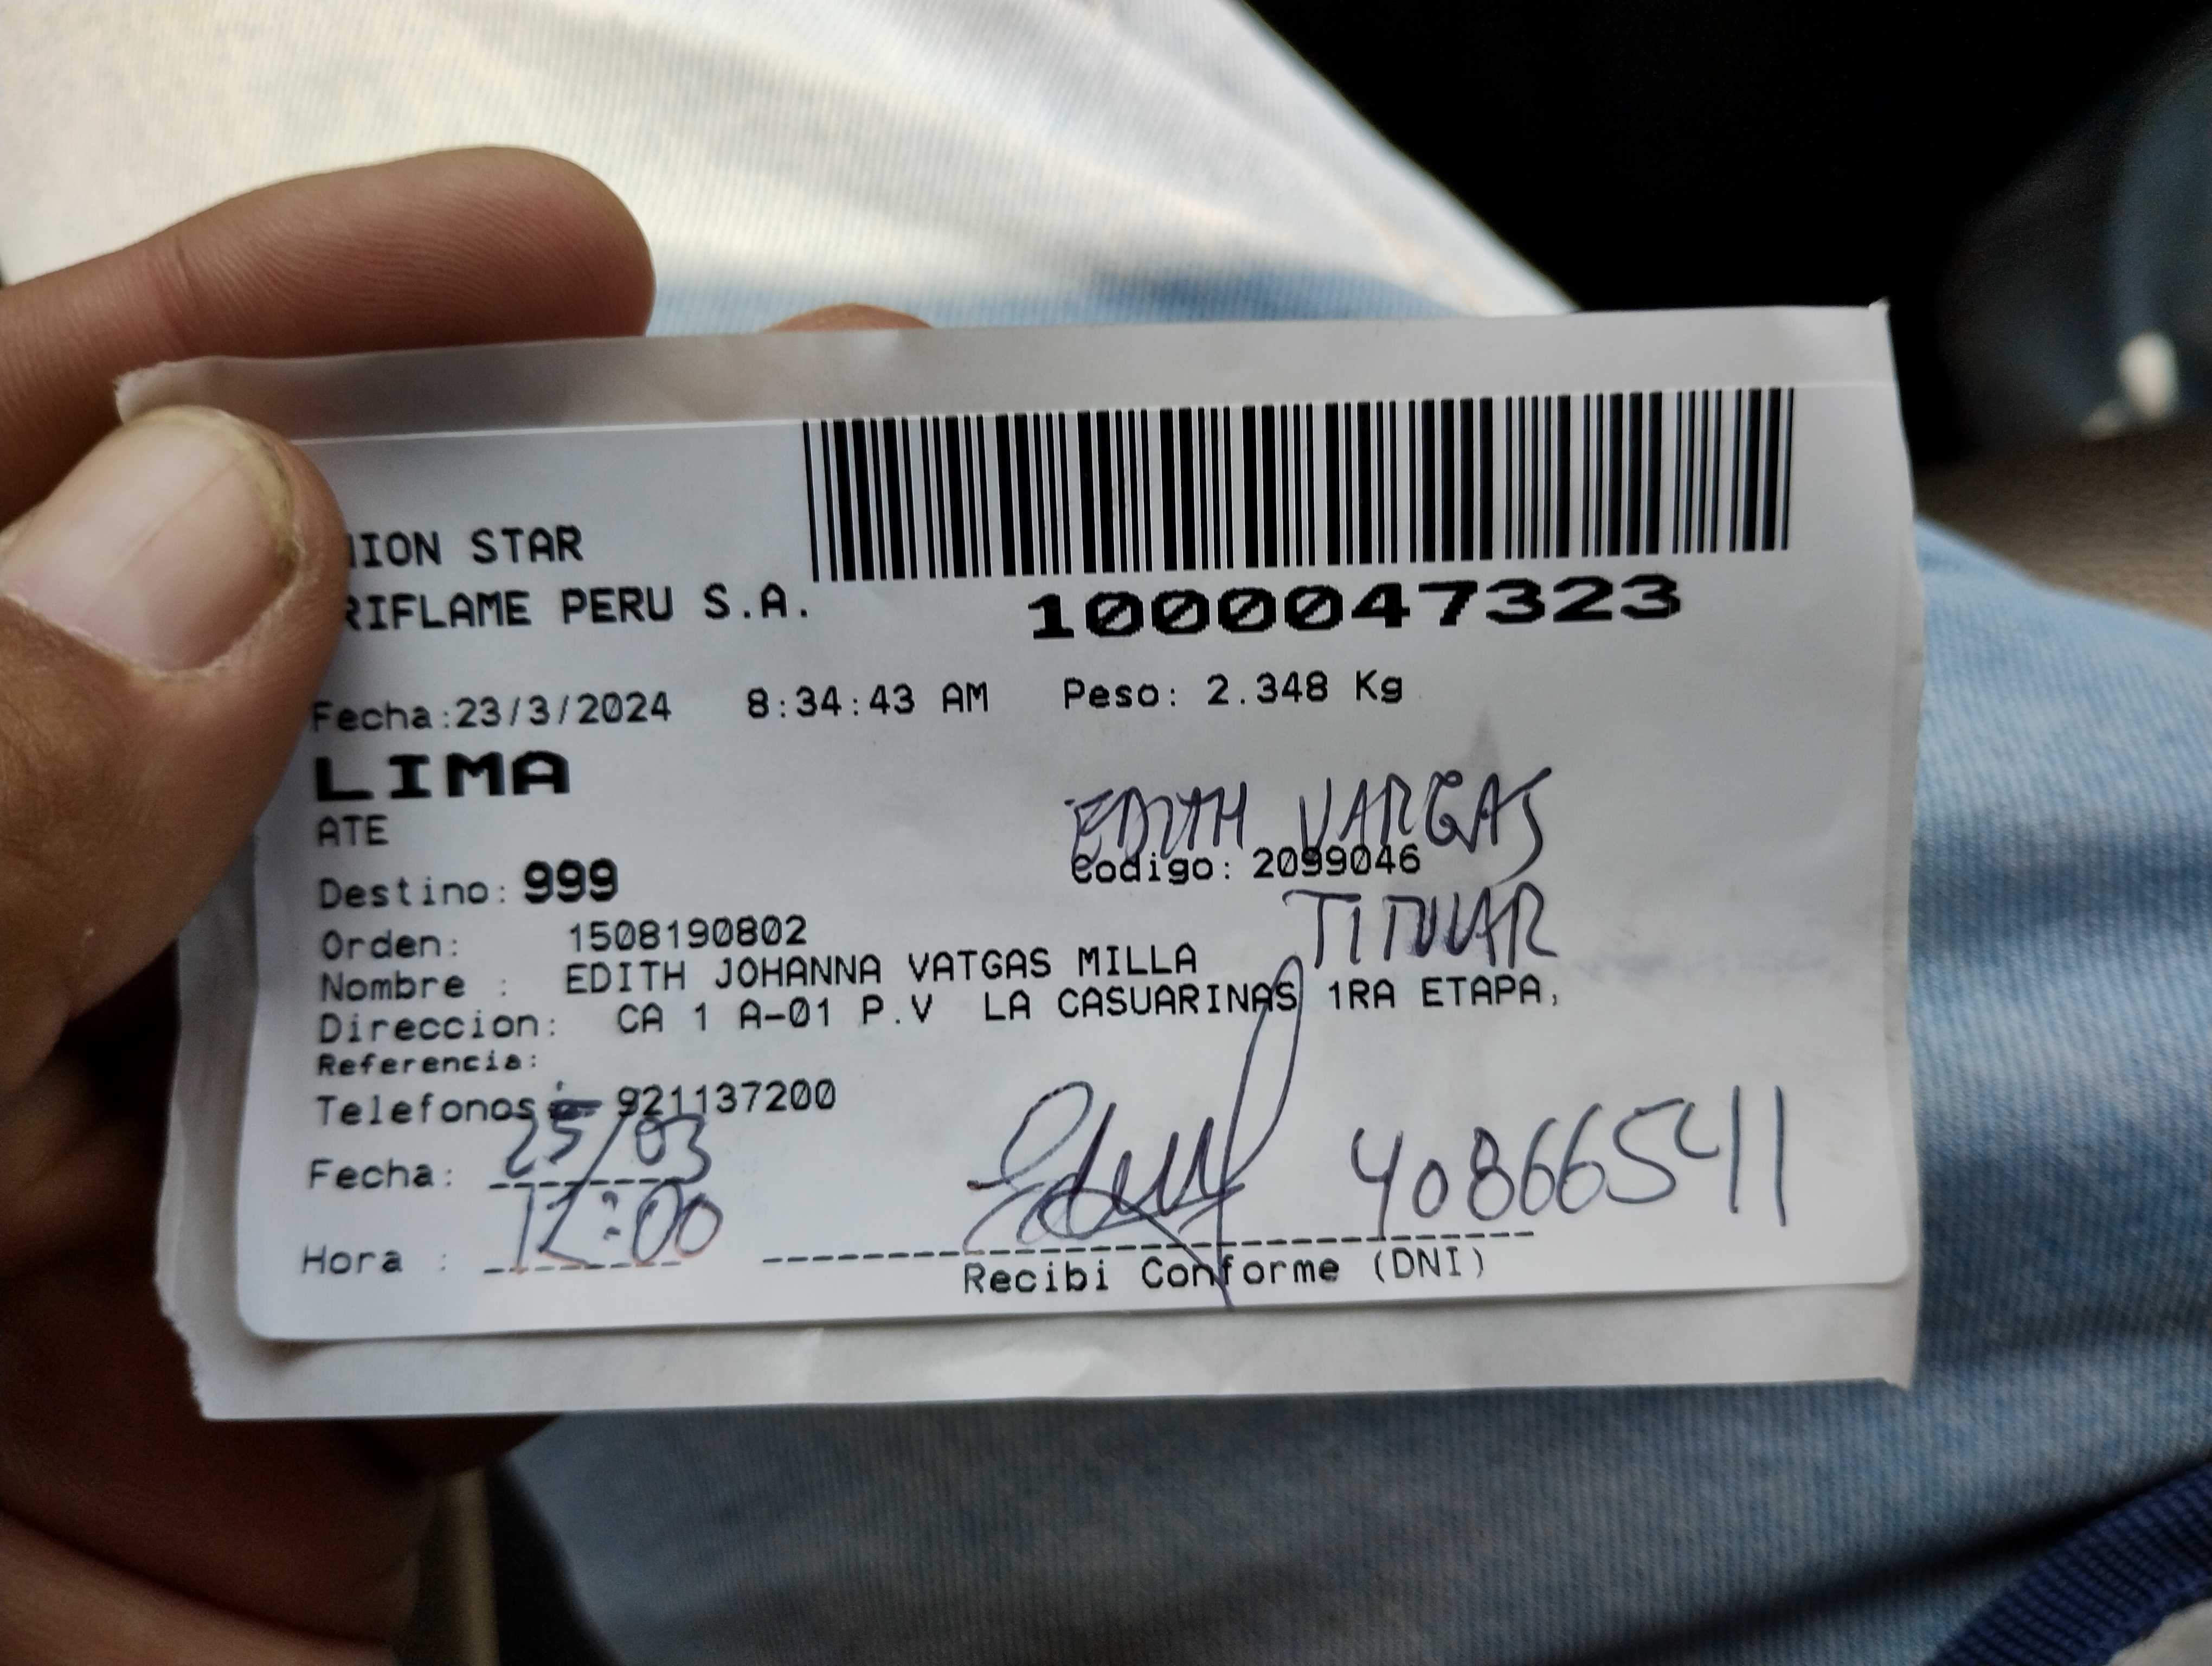 NION STAR
RIFLAME PERU S.A.
1000047323
Fecha:23/3/2024 8:34:43 AM Peso: 2.348 Kg
LIMA
ATE
EDITH VARGAS
Destino: 999 Codigo: 2099046
TITULAR
Orden: 1508190802
Nombre : EDITH JOHANNA VATGAS MILLA
Direccion: CA 1 A-01 P.V LA CASUARINAS 1RA ETAPA,
Referencia:
Telefonos 921137200
Fecha: 25/03
40866541
Hora : 12:00
Recibi Conforme (DNI)